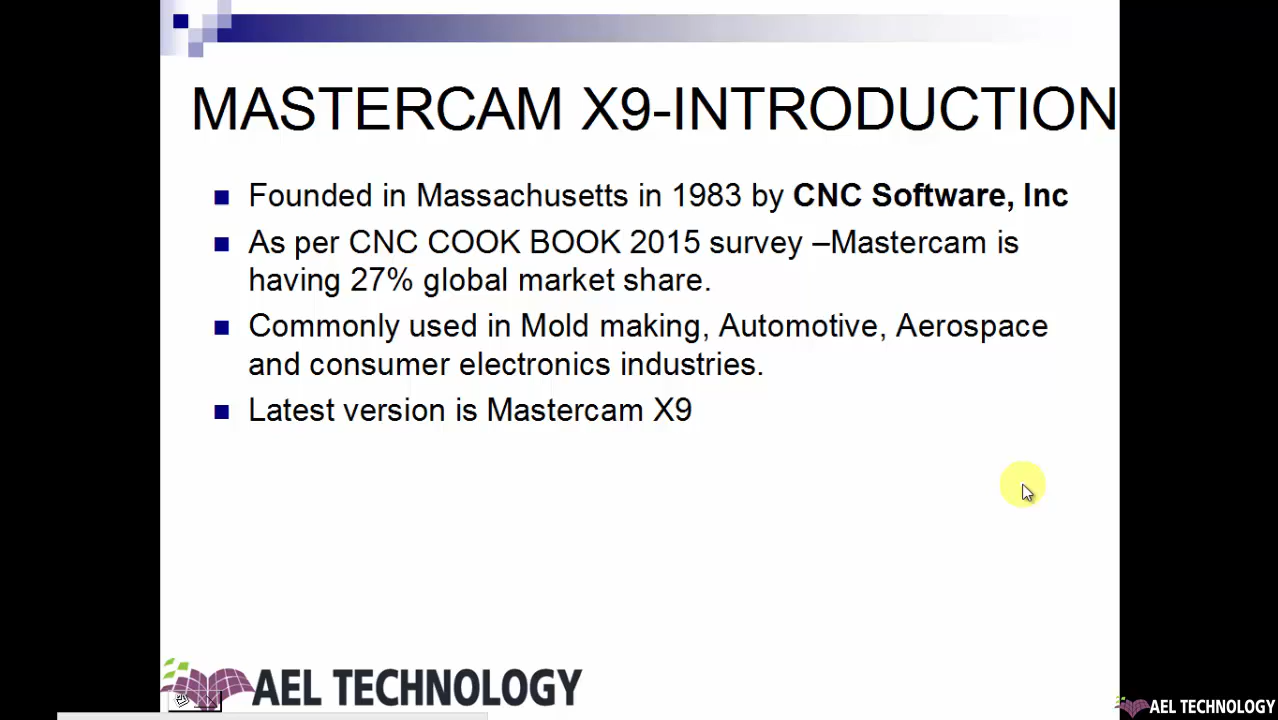 MASTERCAM X9-INTRODUCTION
Founded in Massachusetts in 1983 by CNC Software, Inc
As per CNC COOK BOOK 2015 survey –Mastercam is
having 27% global market share.
Commonly used in Mold making, Automotive, Aerospace
and consumer electronics industries.
Latest version is Mastercam X9
AEL TECHNOLOGY
AEL TECHNOLOGY